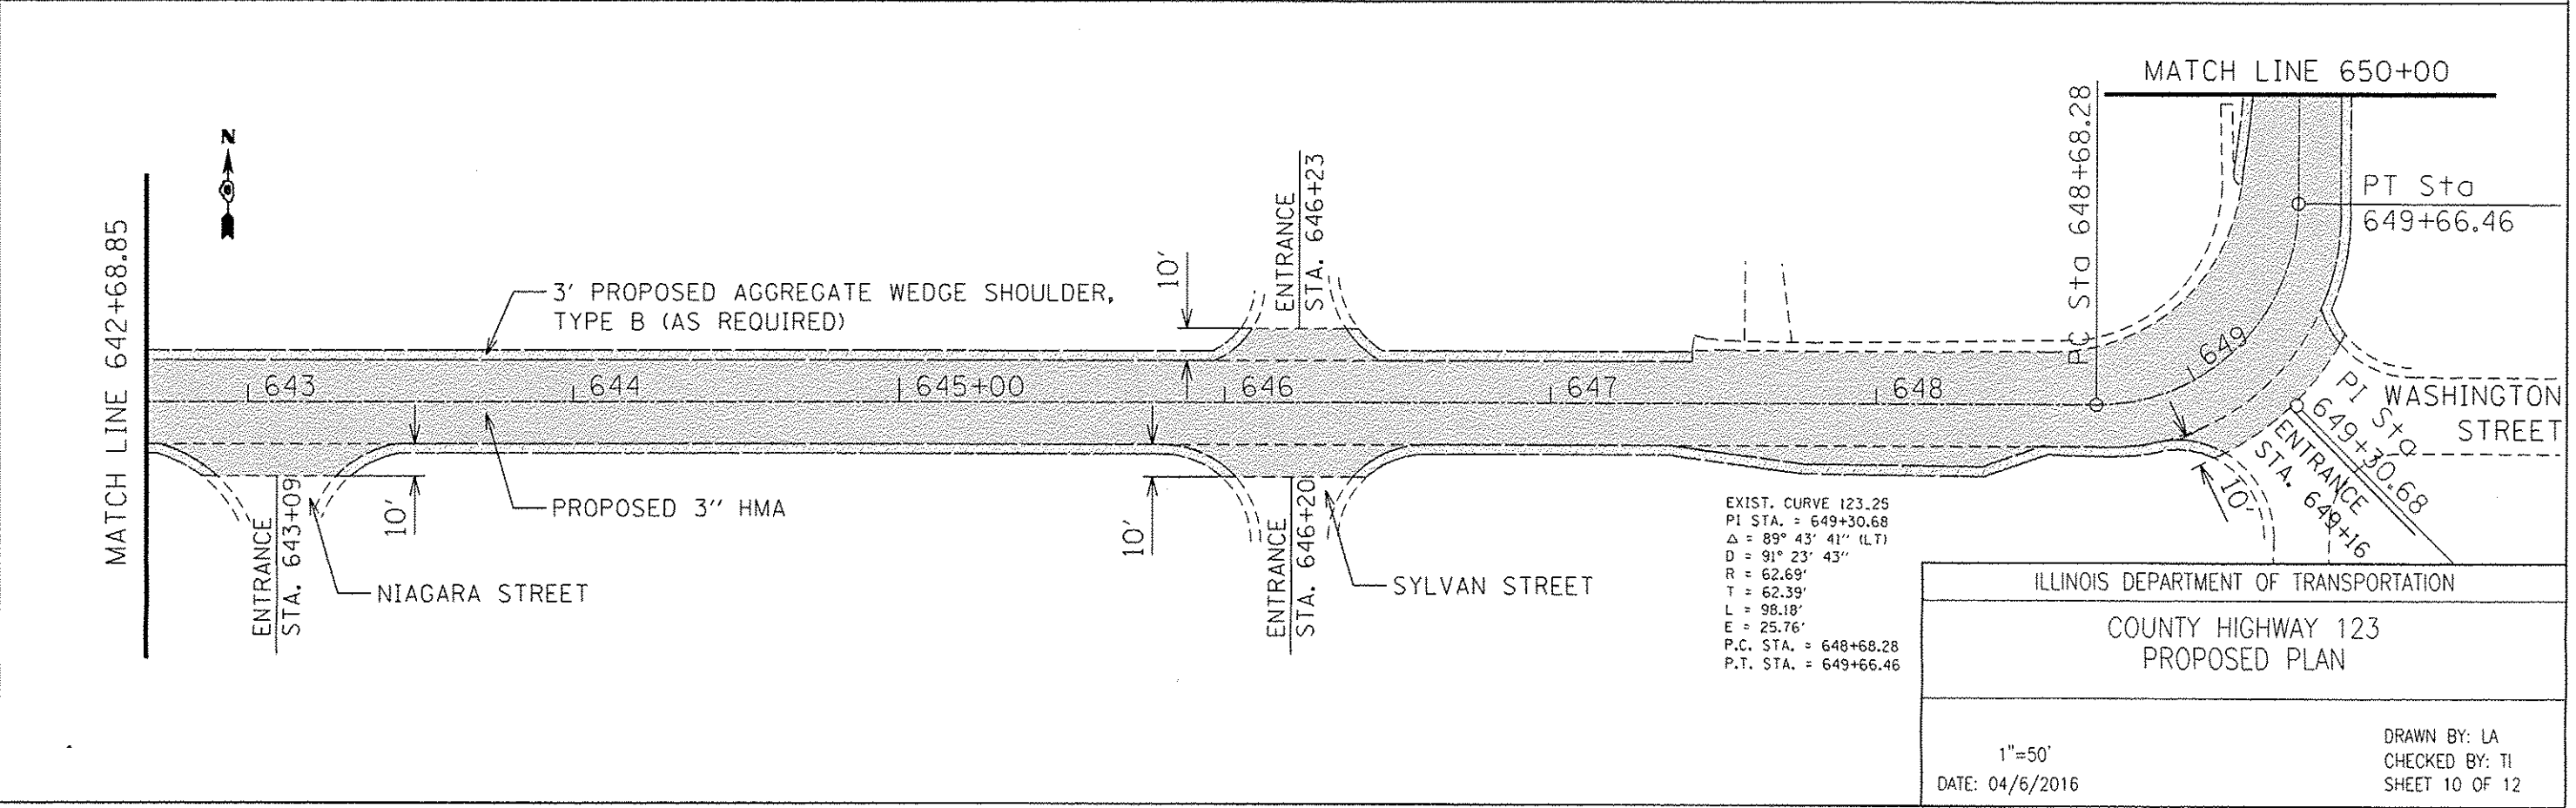 MATCH LINE 650+00
N
MATCH LINE 642+68.85
3' PROPOSED AGGREGATE WEDGE SHOULDER,
TYPE B (AS REQUIRED)
10'
ENTRANCE
STA. 646+23
PC Sta 648+68.28
PT Sta
649+66.46
643
644
645+00
646
647
648
649
WASHINGTON
STREET
PI Sta
649+30.68
ENTRANCE
STA. 649+16
10'
ENTRANCE
STA. 643+09
NIAGARA STREET
10'
PROPOSED 3" HMA
10'
ENTRANCE
STA. 646+20
SYLVAN STREET
EXIST. CURVE 123.25
PI STA. = 649+30.68
Δ = 89° 43' 41" (LT)
D = 91° 23' 43"
R = 62.69'
T = 62.39'
L = 98.18'
E = 25.76'
P.C. STA. = 648+68.28
P.T. STA. = 649+66.46
ILLINOIS DEPARTMENT OF TRANSPORTATION
COUNTY HIGHWAY 123
PROPOSED PLAN
1"=50'
DATE: 04/6/2016
DRAWN BY: LA
CHECKED BY: TI
SHEET 10 OF 12